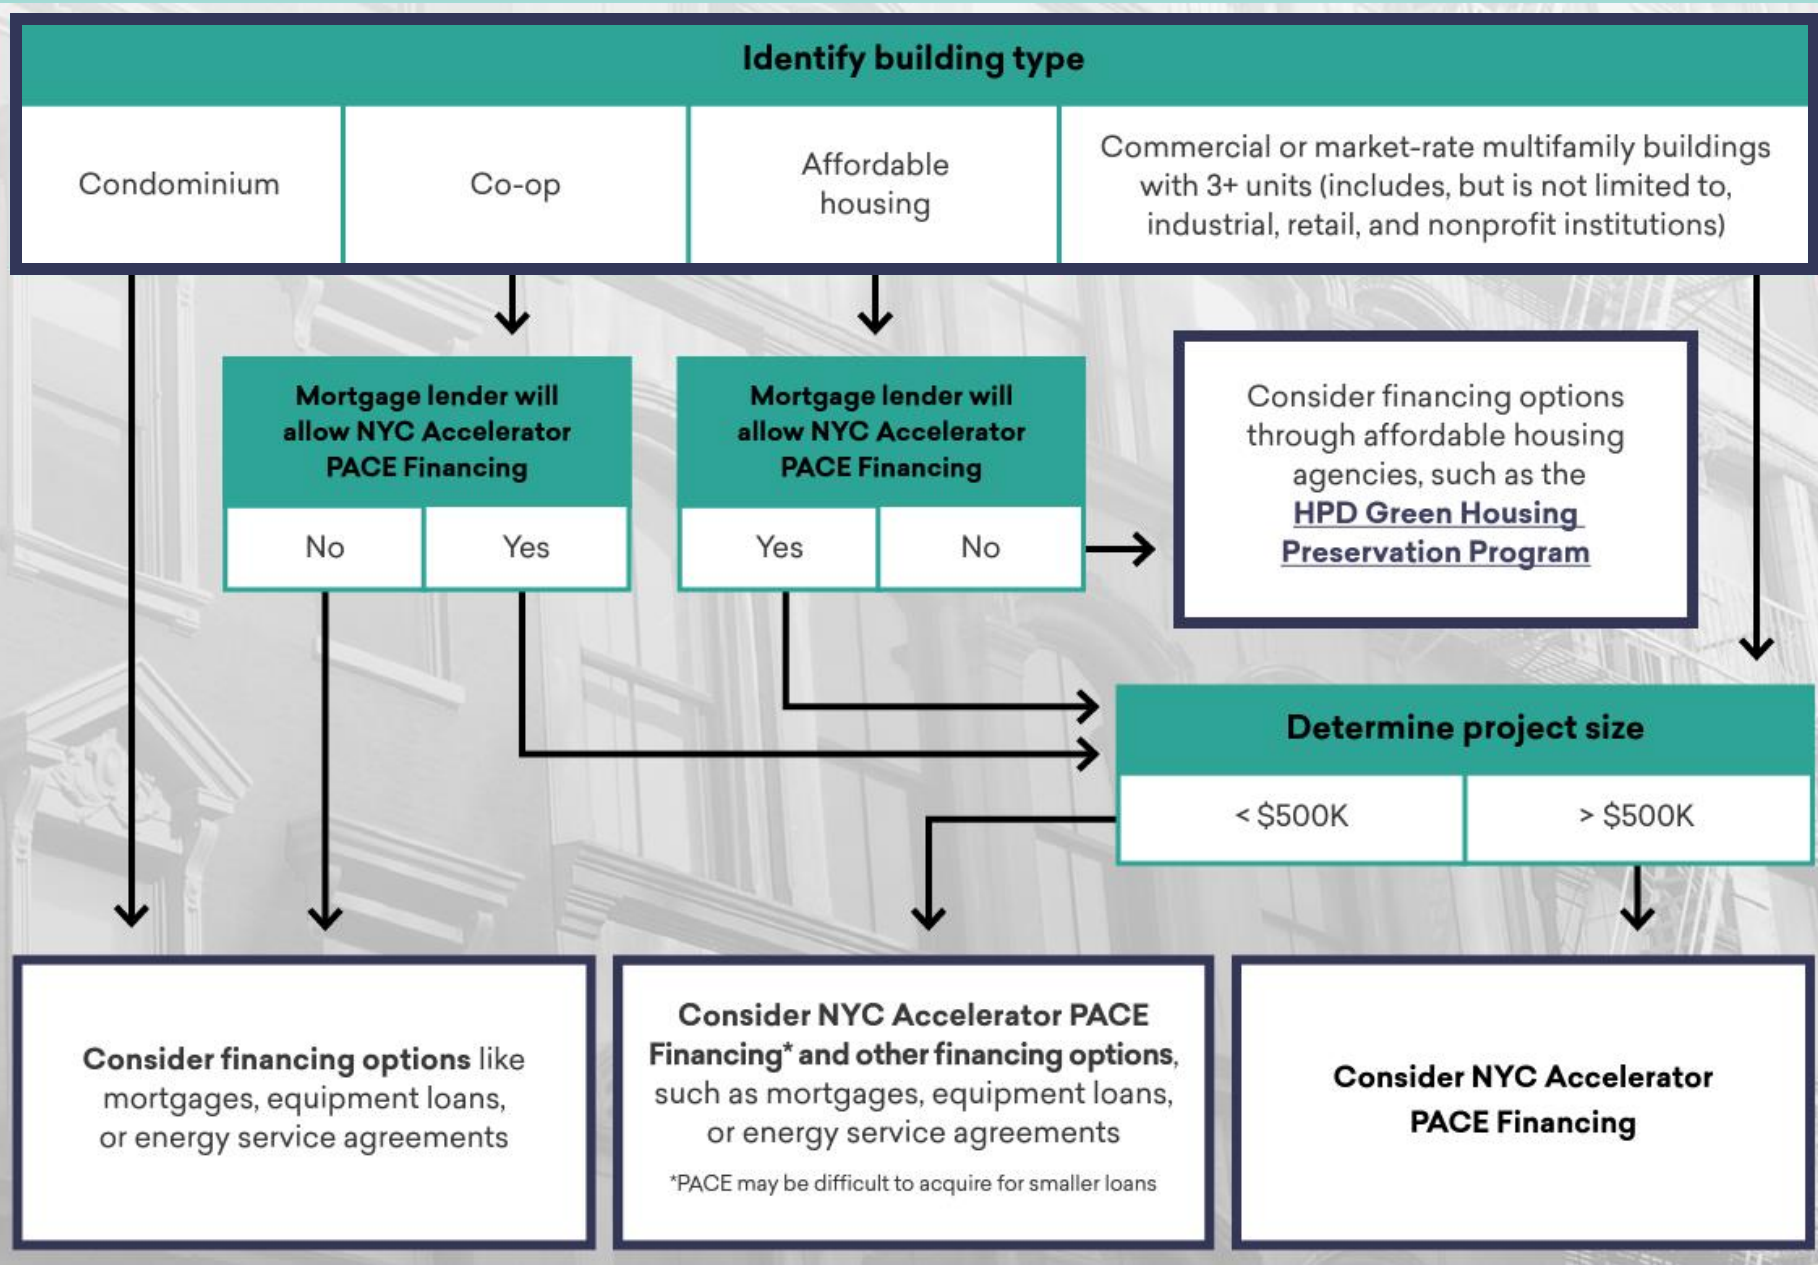 Identify building type
Condominium
Co-op
Affordable
housing
Commercial or market-rate multifamily buildings
with 3+ units (includes, but is not limited to,
industrial, retail, and nonprofit institutions)
Mortgage lender will
allow NYC Accelerator
PACE Financing
No
Yes
Mortgage lender will
allow NYC Accelerator
PACE Financing
Yes
No
Consider financing options
through affordable housing
agencies, such as the
HPD Green Housing
Preservation Program
Determine project size
< $500K
> $500K
Consider financing options like
mortgages, equipment loans,
or energy service agreements
Consider NYC Accelerator PACE
Financing* and other financing options,
such as mortgages, equipment loans,
or energy service agreements
*PACE may be difficult to acquire for smaller loans
Consider NYC Accelerator
PACE Financing